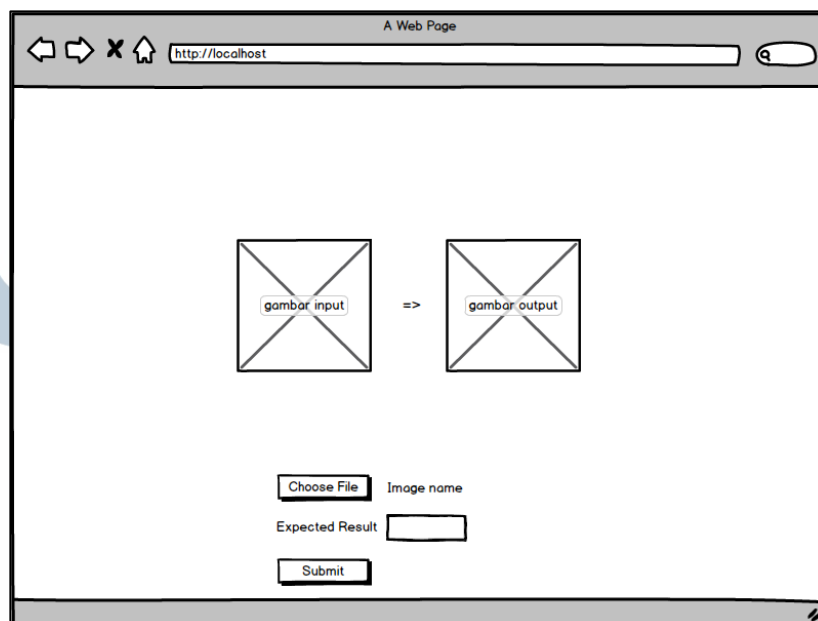 A Web Page
http://localhost
gambar input
=>
gambar output
Choose File
Image name
Expected Result
Submit